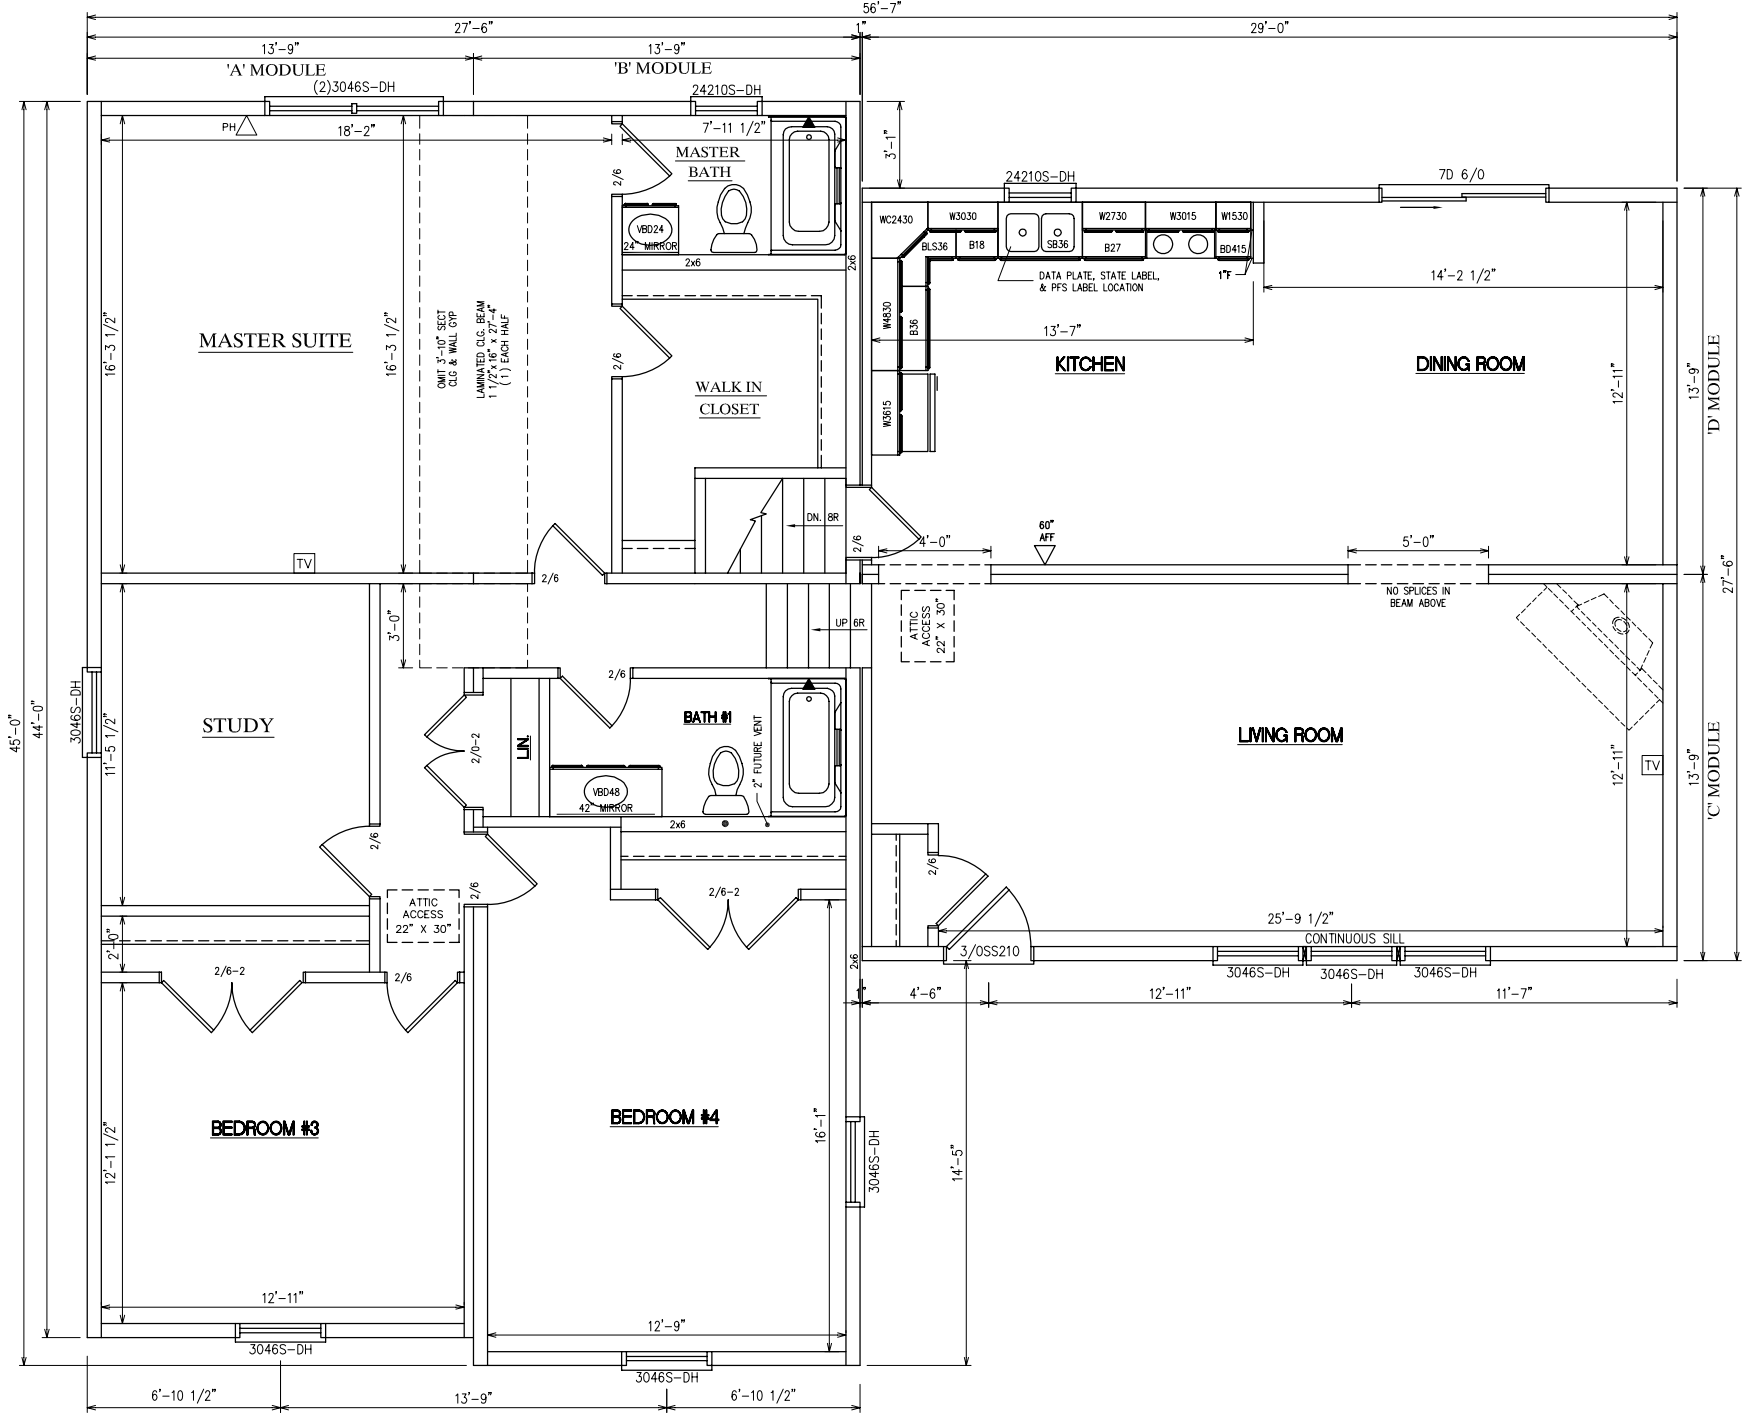 56'-7"
27'-6"
1"
29'-0"
13'-9"
13'-9"
'A' MODULE
'B' MODULE
(2)3046S-DH
24210S-DH
PH
18'-2"
7'-11 1/2"
3'-1"
MASTER
BATH
2/6
VBD24
24" MIRROR
2x6
2x6
24210S-DH
7D 6/0
WC2430
W3030
W2730
W3015
W1530
BLS36
B18
SB36
B27
BD415
1"F
DATA PLATE, STATE LABEL,
& PFS LABEL LOCATION
14'-2 1/2"
W4830
B36
13'-7"
W3615
KITCHEN
DINING ROOM
12'-11"
13'-9"
'D' MODULE
27'-6"
16'-3 1/2"
MASTER SUITE
16'-3 1/2"
OMIT 3'-10" SECT
CLG & WALL GYP
LAMINATED CLG. BEAM
1 1/2"x 16" x 27'-4"
(1) EACH HALF
2/6
WALK IN
CLOSET
DN. 8R
2/6
4'-0"
60"
AFF
5'-0"
TV
2/6
NO SPLICES IN
BEAM ABOVE
3'-0"
UP 6R
ATTIC
ACCESS
22" X 30"
45'-0"
44'-0"
3046S-DH
11'-5 1/2"
STUDY
2/6
2/0-2
LIN.
BATH #1
2" FUTURE VENT
VBD48
42" MIRROR
2x6
LIVING ROOM
TV
12'-11"
13'-9"
'C' MODULE
2/6
2/6
2/6
2/6-2
ATTIC
ACCESS
22" X 30"
2'-0"
2/6-2
2/6
25'-9 1/2"
CONTINUOUS SILL
3/0SS210
2x6
3046S-DH
3046S-DH
3046S-DH
1"
4'-6"
12'-11"
11'-7"
BEDROOM #3
12'-1 1/2"
BEDROOM #4
16'-1"
3046S-DH
14'-5"
12'-11"
12'-9"
3046S-DH
3046S-DH
6'-10 1/2"
13'-9"
6'-10 1/2"